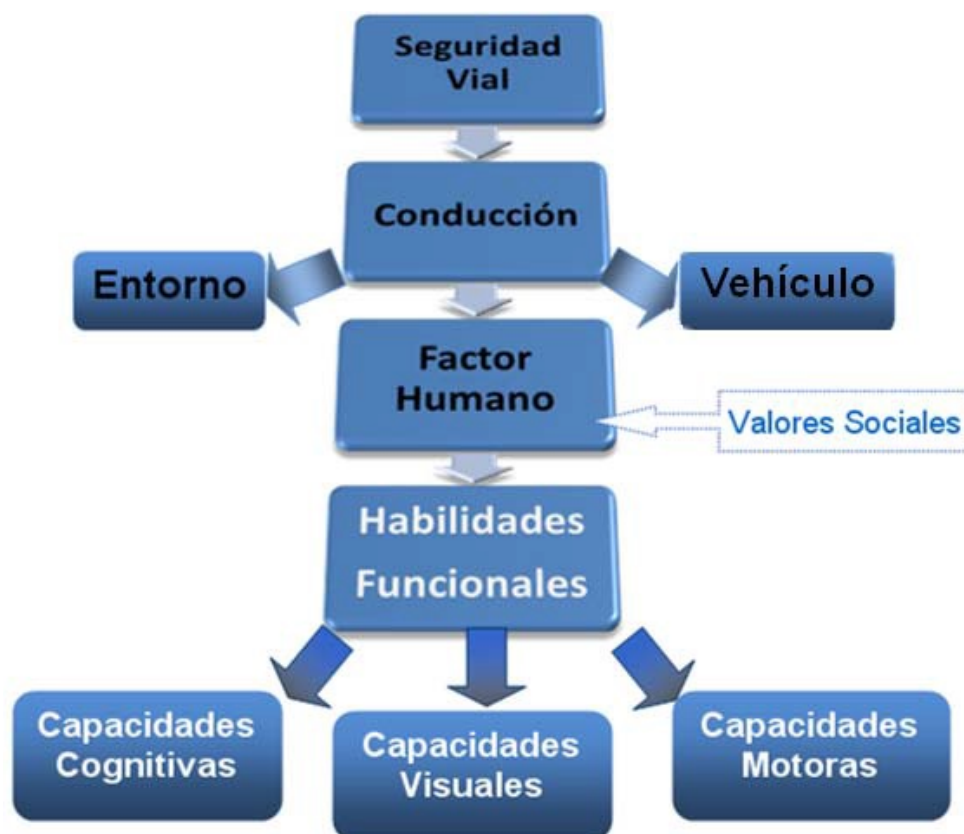 Seguridad
Vial
Conducción
Entorno
Vehículo
Factor
Humano
Valores Sociales
Habilidades
Funcionales
Capacidades
Cognitivas
Capacidades
Visuales
Capacidades
Motoras